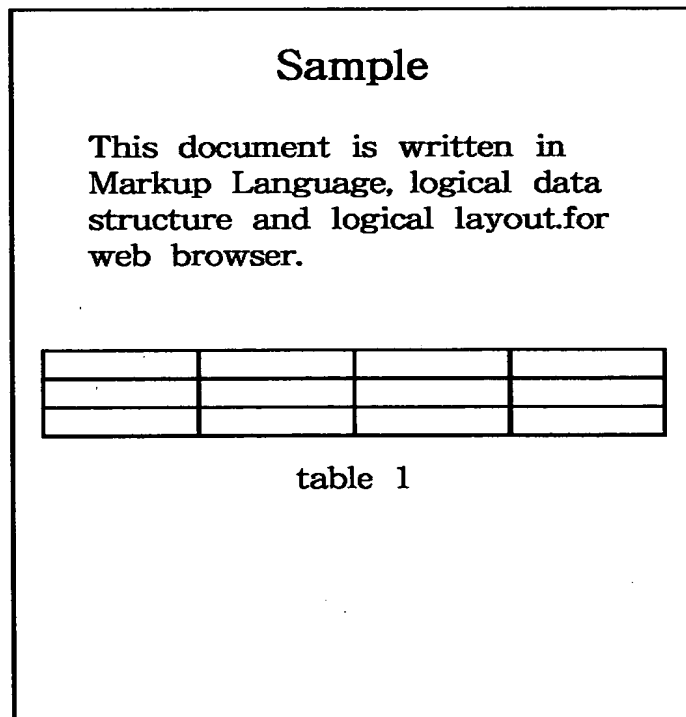 Sample
This document is written in
Markup Language, logical data
structure and logical layout.for
web browser.
table 1